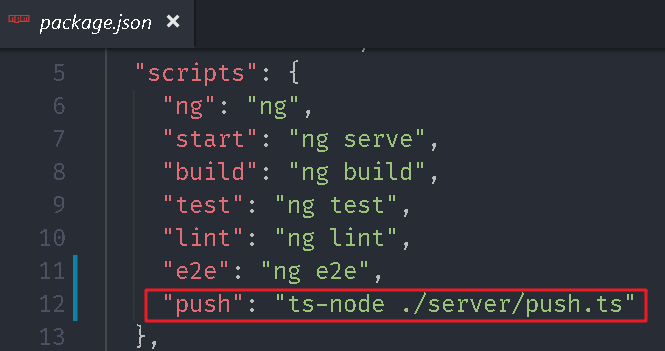 npm package.json ×
5 "scripts": {
6 "ng": "ng",
7 "start": "ng serve",
8 "build": "ng build",
9 "test": "ng test",
10 "lint": "ng lint",
11 "e2e": "ng e2e",
12 "push": "ts-node ./server/push.ts"
13 },